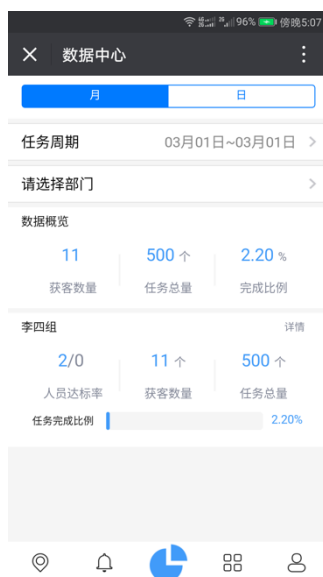 96% 傍晚5:07
数据中心
月 日
任务周期 03月01日~03月01日
请选择部门
数据概览
11 500 个 2.20 %
获客数量 任务总量 完成比例
李四组 详情
2/0 11 个 500 个
人员达标率 获客数量 任务总量
任务完成比例 2.20%